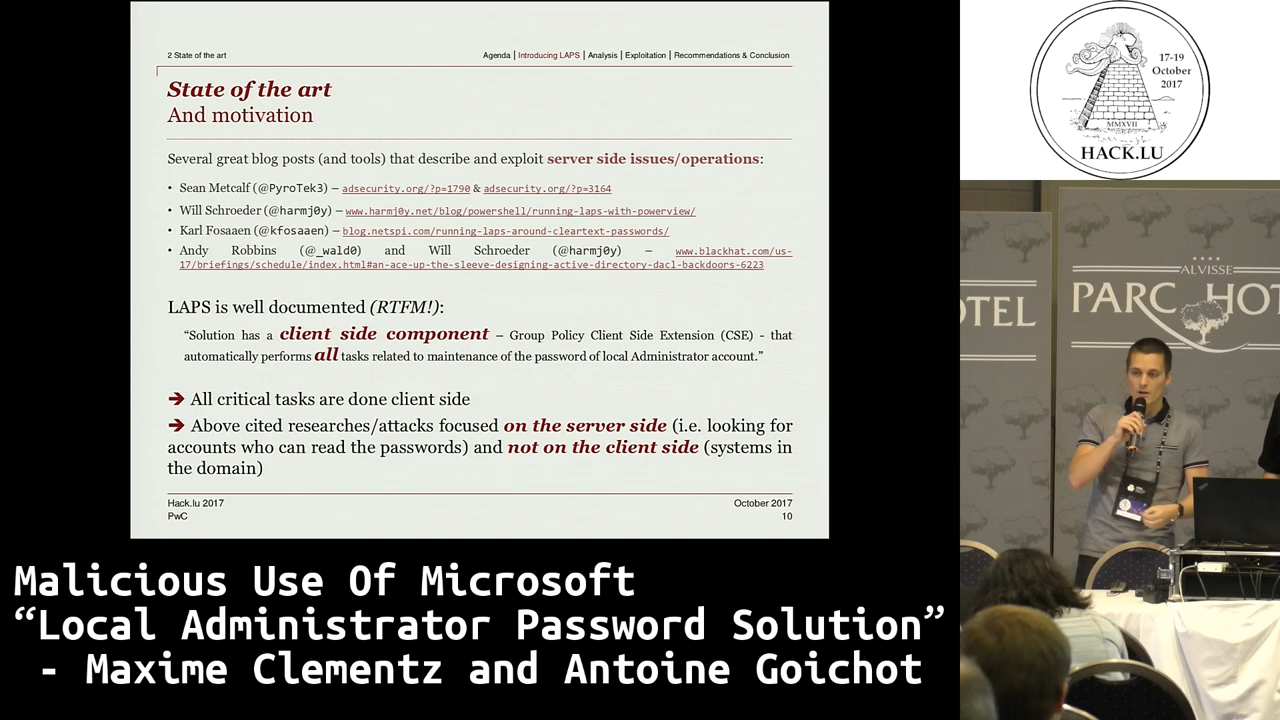 2 State of the art
Agenda | Introducing LAPS | Analysis | Exploitation | Recommendations & Conclusion
State of the art
And motivation
Several great blog posts (and tools) that describe and exploit server side issues/operations:
• Sean Metcalf (@PyroTek3) – adsecurity.org/?p=1790 & adsecurity.org/?p=3164
• Will Schroeder (@harmj0y) – www.harmj0y.net/blog/powershell/running-laps-with-powerview/
• Karl Fosaaen (@kfosaaen) – blog.netspi.com/running-laps-around-cleartext-passwords/
• Andy Robbins (@_wald0) and Will Schroeder (@harmj0y) – www.blackhat.com/us-
17/briefings/schedule/index.html#an-ace-up-the-sleeve-designing-active-directory-dacl-backdoors-6223
LAPS is well documented (RTFM!):
“Solution has a client side component – Group Policy Client Side Extension (CSE) - that
automatically performs all tasks related to maintenance of the password of local Administrator account.”
➔ All critical tasks are done client side
➔ Above cited researches/attacks focused on the server side (i.e. looking for
accounts who can read the passwords) and not on the client side (systems in
the domain)
Hack.lu 2017
PwC
October 2017
10
Malicious Use Of Microsoft
“Local Administrator Password Solution”
- Maxime Clementz and Antoine Goichot
17-19
October
2017
MMXVII
HACK.LU
OTEL
ALVISSE
PARC HOT